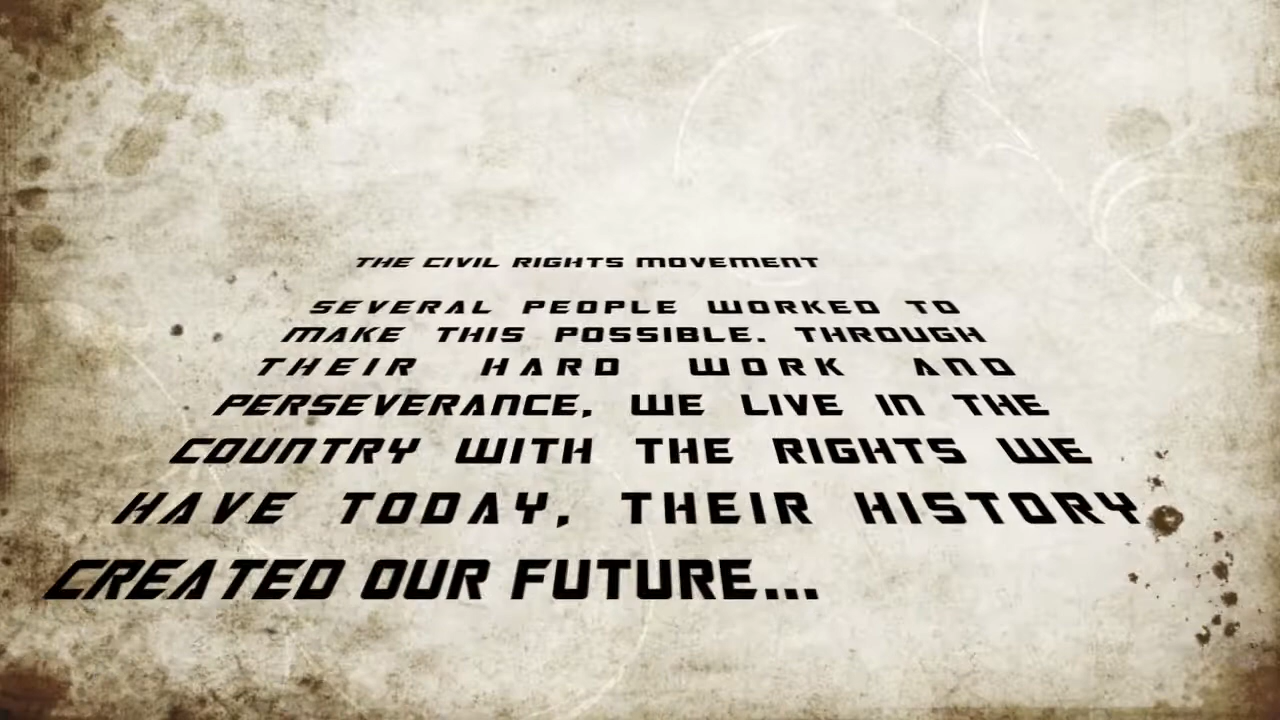 THE CIVIL RIGHTS MOVEMENT
SEVERAL PEOPLE WORKED TO
MAKE THIS POSSIBLE. THROUGH
THEIR HARD WORK AND
PERSEVERANCE, WE LIVE IN THE
COUNTRY WITH THE RIGHTS WE
HAVE TODAY, THEIR HISTORY
CREATED OUR FUTURE...